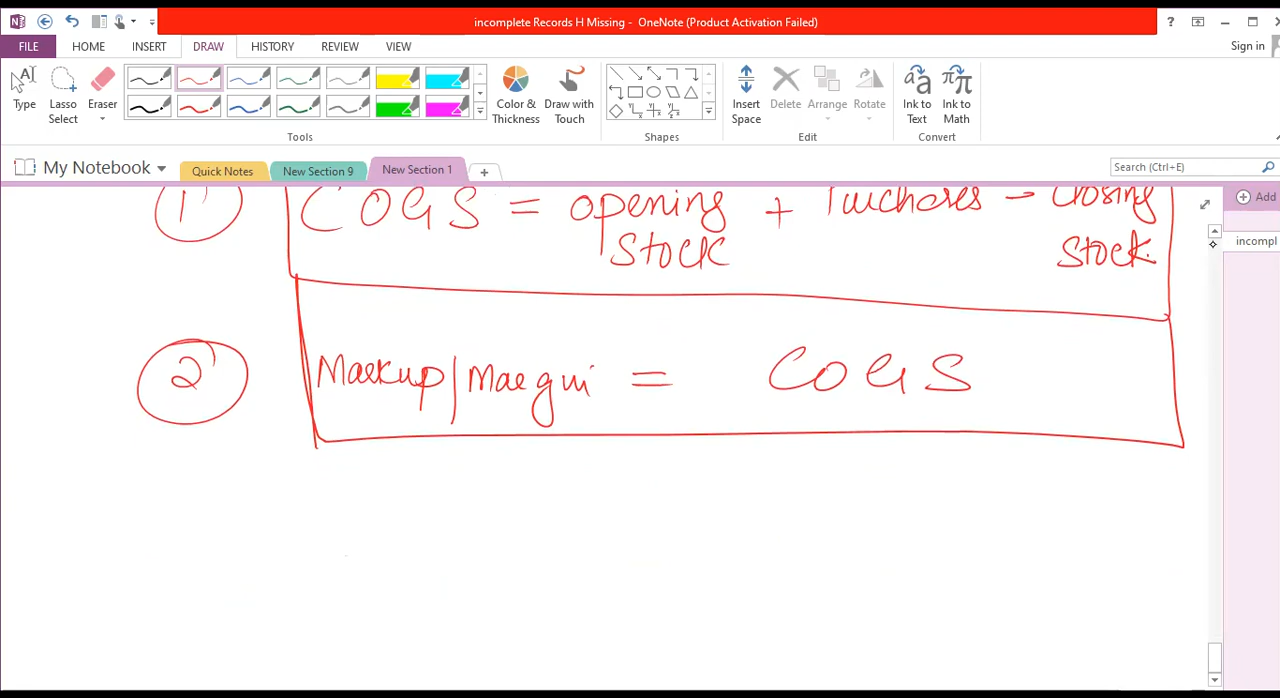 incomplete Records H Missing - OneNote (Product Activation Failed)
FILE HOME INSERT DRAW HISTORY REVIEW VIEW Sign in
Type Lasso Select Eraser Color & Thickness Draw with Touch Insert Space Delete Arrange Rotate Ink to Text Ink to Math
Tools Shapes Edit Convert
My Notebook Quick Notes New Section 9 New Section 1 Search (Ctrl+E)
Add
incompl
1 COGS = opening + Purchases - Closing
stock stock.
2 Markup/Margin = COGS